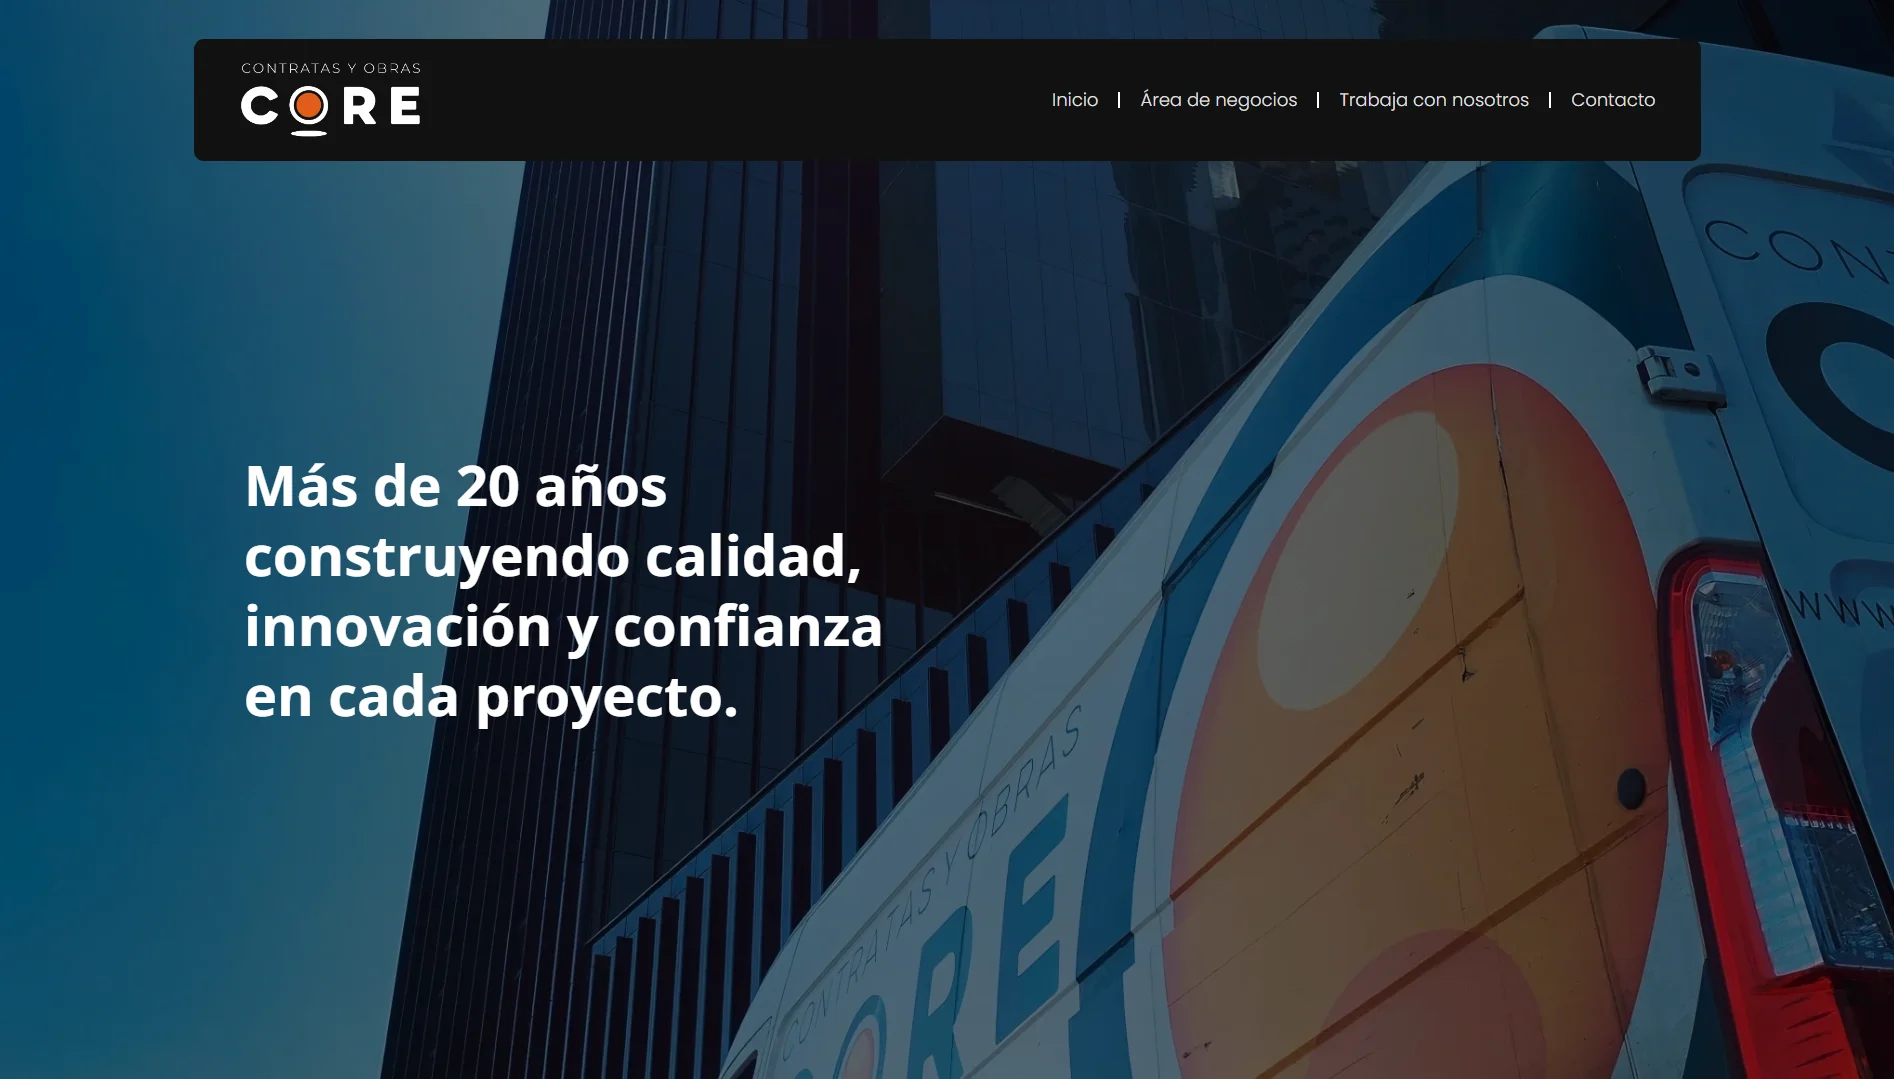 CONTRATAS Y OBRAS
CORE
Inicio
Área de negocios
Trabaja con nosotros
Contacto
Más de 20 años
construyendo calidad,
innovación y confianza
en cada proyecto.
CONTRATAS Y OBRAS
CORE
CONT
WWW